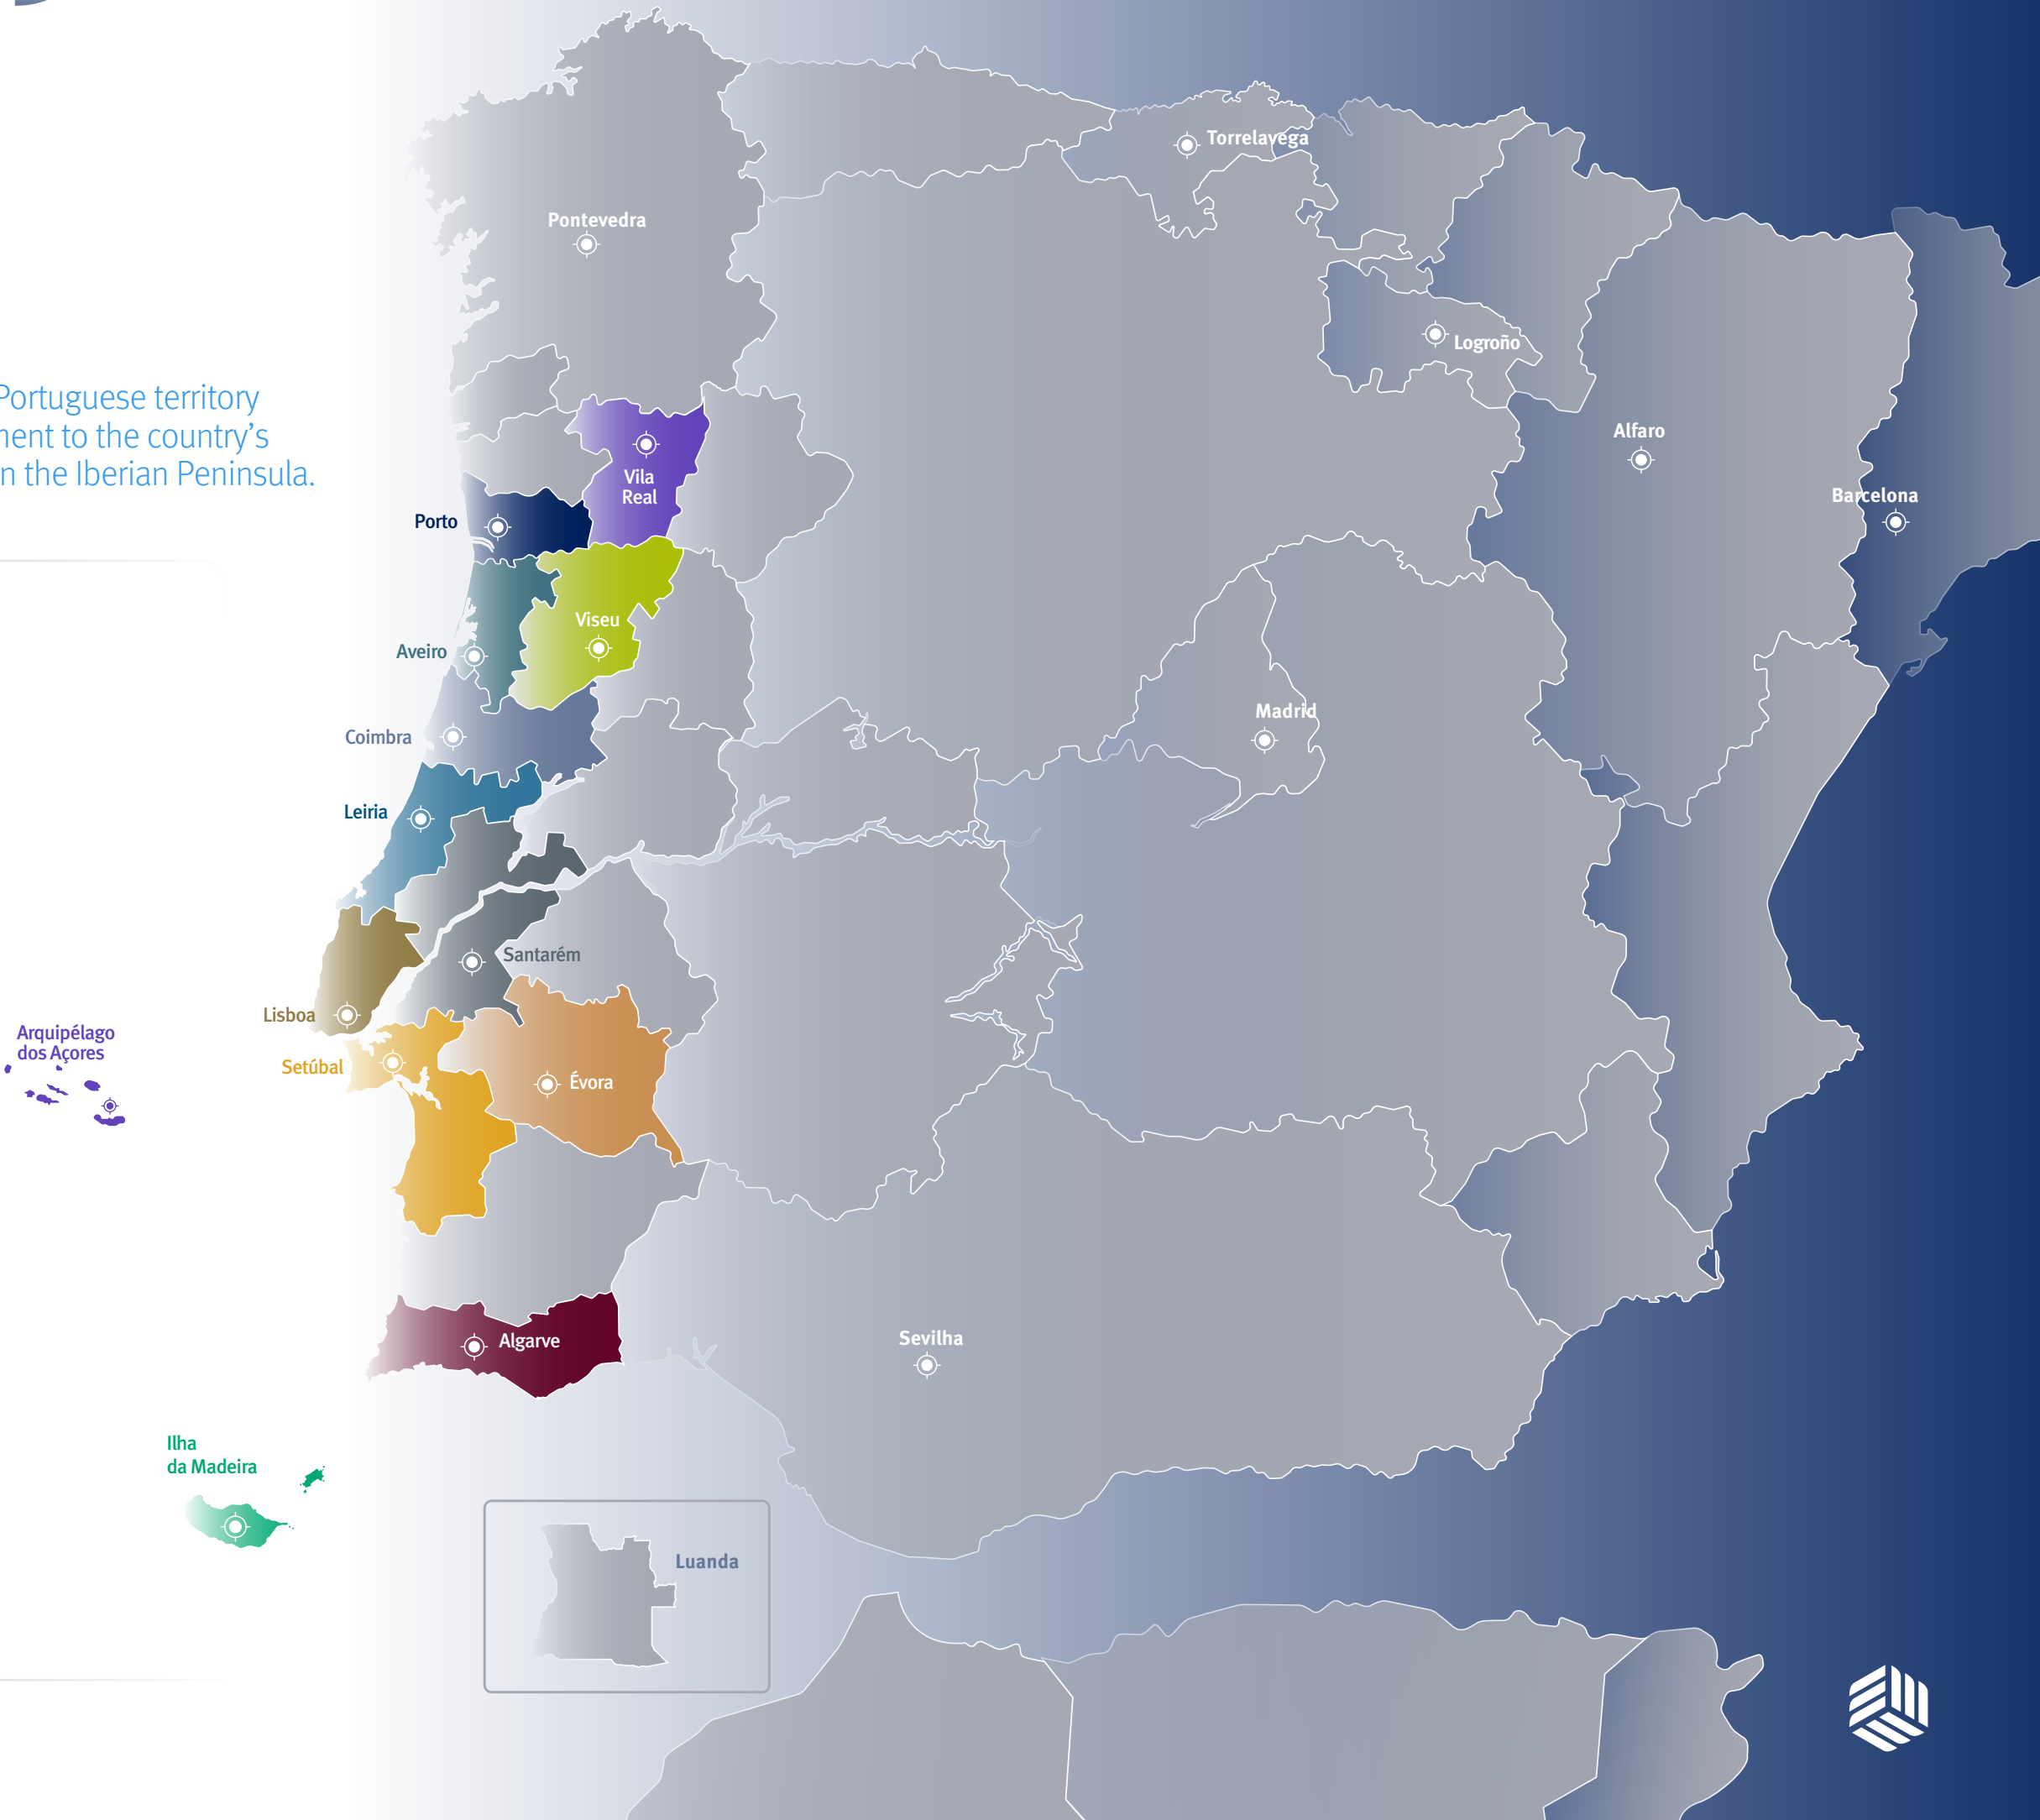 Torrelavega
Pontevedra
Logroño
Portuguese territory
ment to the country's
n the Iberian Peninsula.
Alfaro
Vila
Real
Barcelona
Porto
Viseu
Aveiro
Madrid
Coimbra
Leiria
Santarém
Lisboa
Arquipélago
dos Açores
Setúbal
Évora
Sevilha
Algarve
Ilha
da Madeira
Luanda